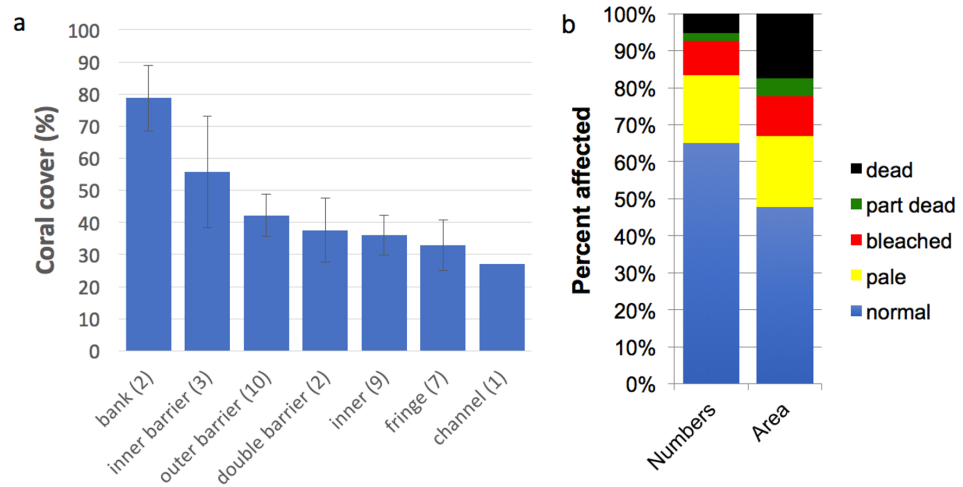 a
Coral cover (%)
100
90
80
70
60
50
40
30
20
10
0
bank (2)
inner barrier (3)
outer barrier (10)
double barrier (2)
inner (9)
fringe (7)
channel (1)
b
Percent affected
100%
90%
80%
70%
60%
50%
40%
30%
20%
10%
0%
Numbers
Area
dead
part dead
bleached
pale
normal